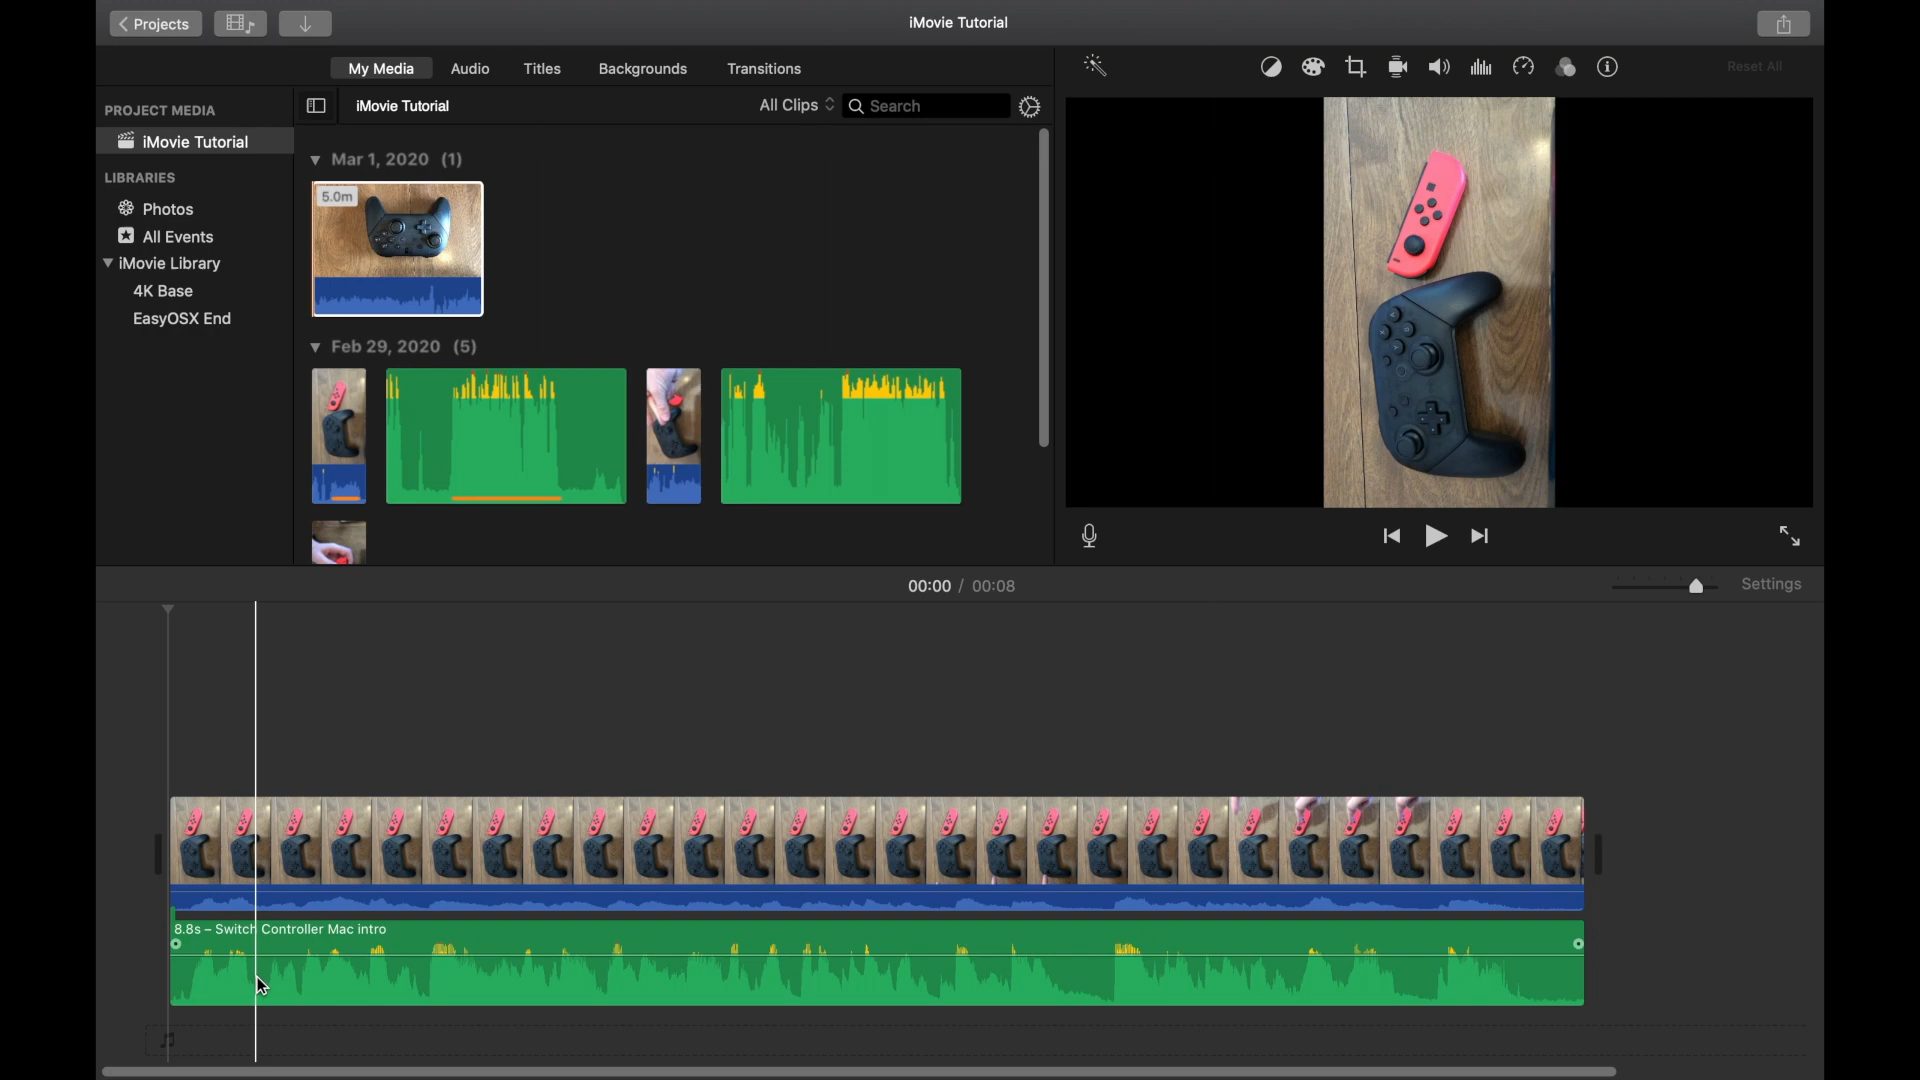 Projects
iMovie Tutorial
My Media
Audio
Titles
Backgrounds
Transitions
Reset All
PROJECT MEDIA
iMovie Tutorial
LIBRARIES
Photos
All Events
iMovie Library
4K Base
EasyOSX End
iMovie Tutorial
All Clips
Search
Mar 1, 2020 (1)
5.0m
Feb 29, 2020 (5)
00:00 / 00:08
Settings
8.8s – Switch Controller Mac intro